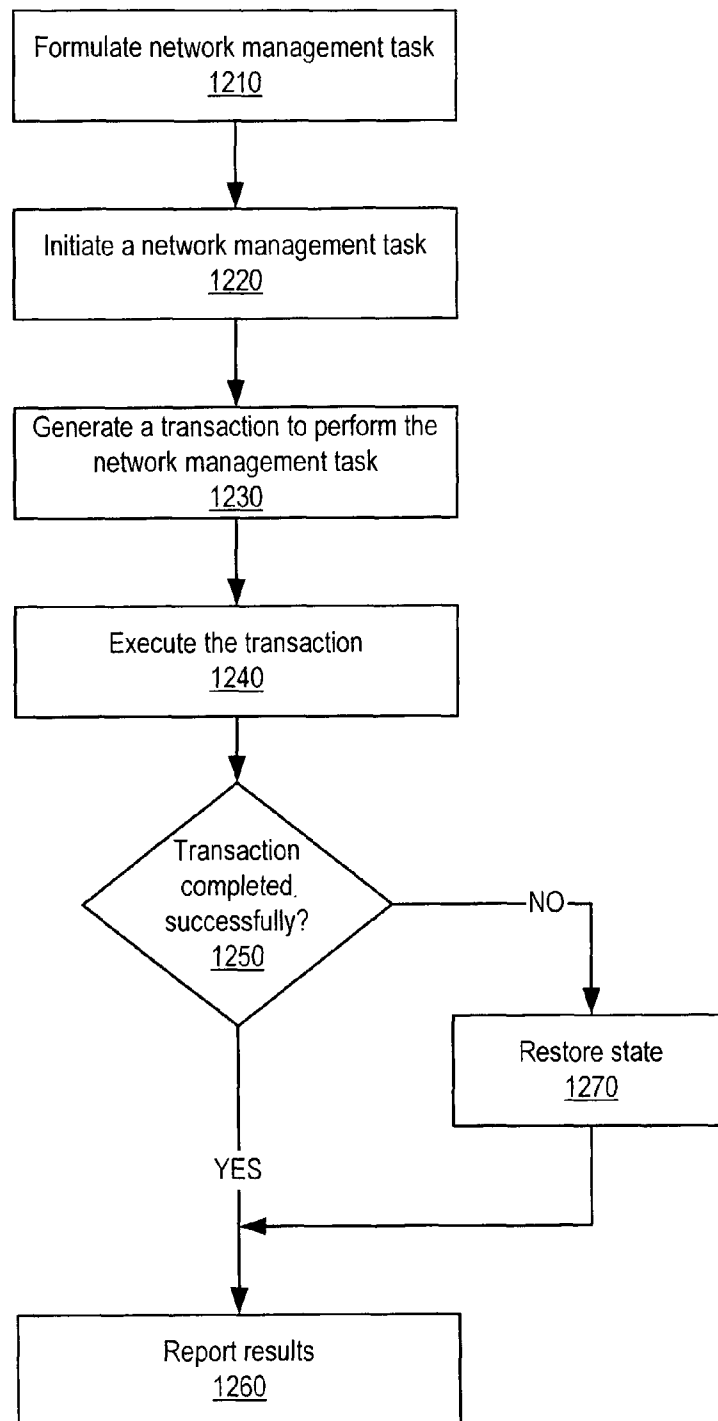 Formulate network management task
1210
Initiate a network management task
1220
Generate a transaction to perform the
network management task
1230
Execute the transaction
1240
Transaction
completed
successfully?
1250
NO
Restore state
1270
YES
Report results
1260